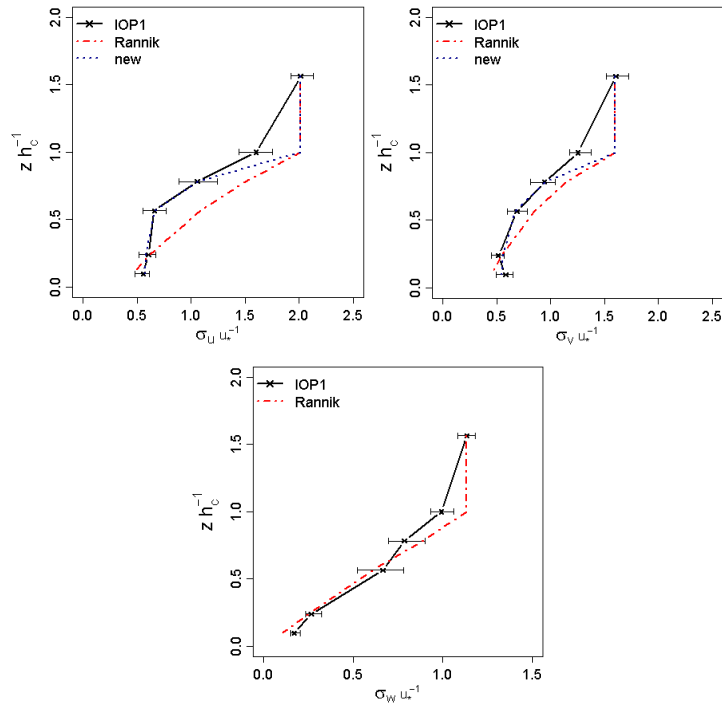 IOP1
Rannik
new
z h_c^-1
0.0 0.5 1.0 1.5 2.0
0.0 0.5 1.0 1.5 2.0 2.5
σ_u u_*^-1
IOP1
Rannik
new
z h_c^-1
0.0 0.5 1.0 1.5 2.0
0.0 0.5 1.0 1.5 2.0 2.5
σ_v u_*^-1
IOP1
Rannik
z h_c^-1
0.0 0.5 1.0 1.5 2.0
0.0 0.5 1.0 1.5
σ_w u_*^-1